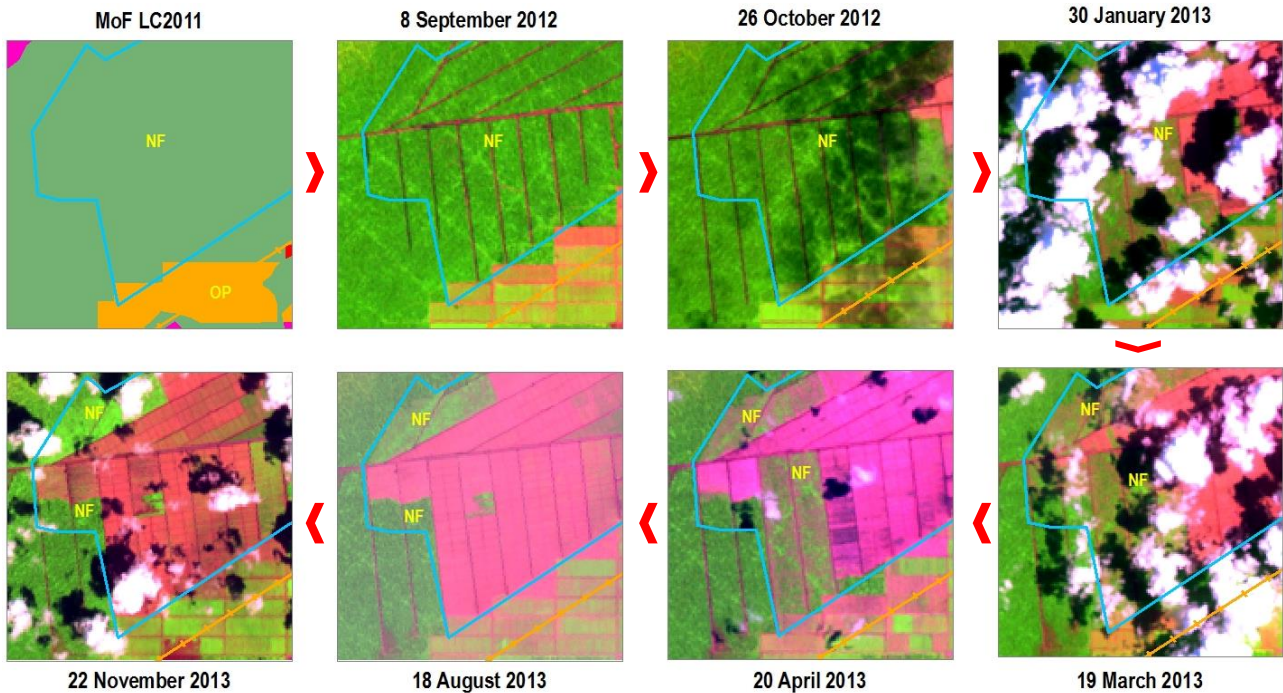 MoF LC2011
8 September 2012
26 October 2012
30 January 2013
NF
NF
NF
NF
OP
NF
NF
NF
NF
NF
NF
NF
NF
22 November 2013
18 August 2013
20 April 2013
19 March 2013